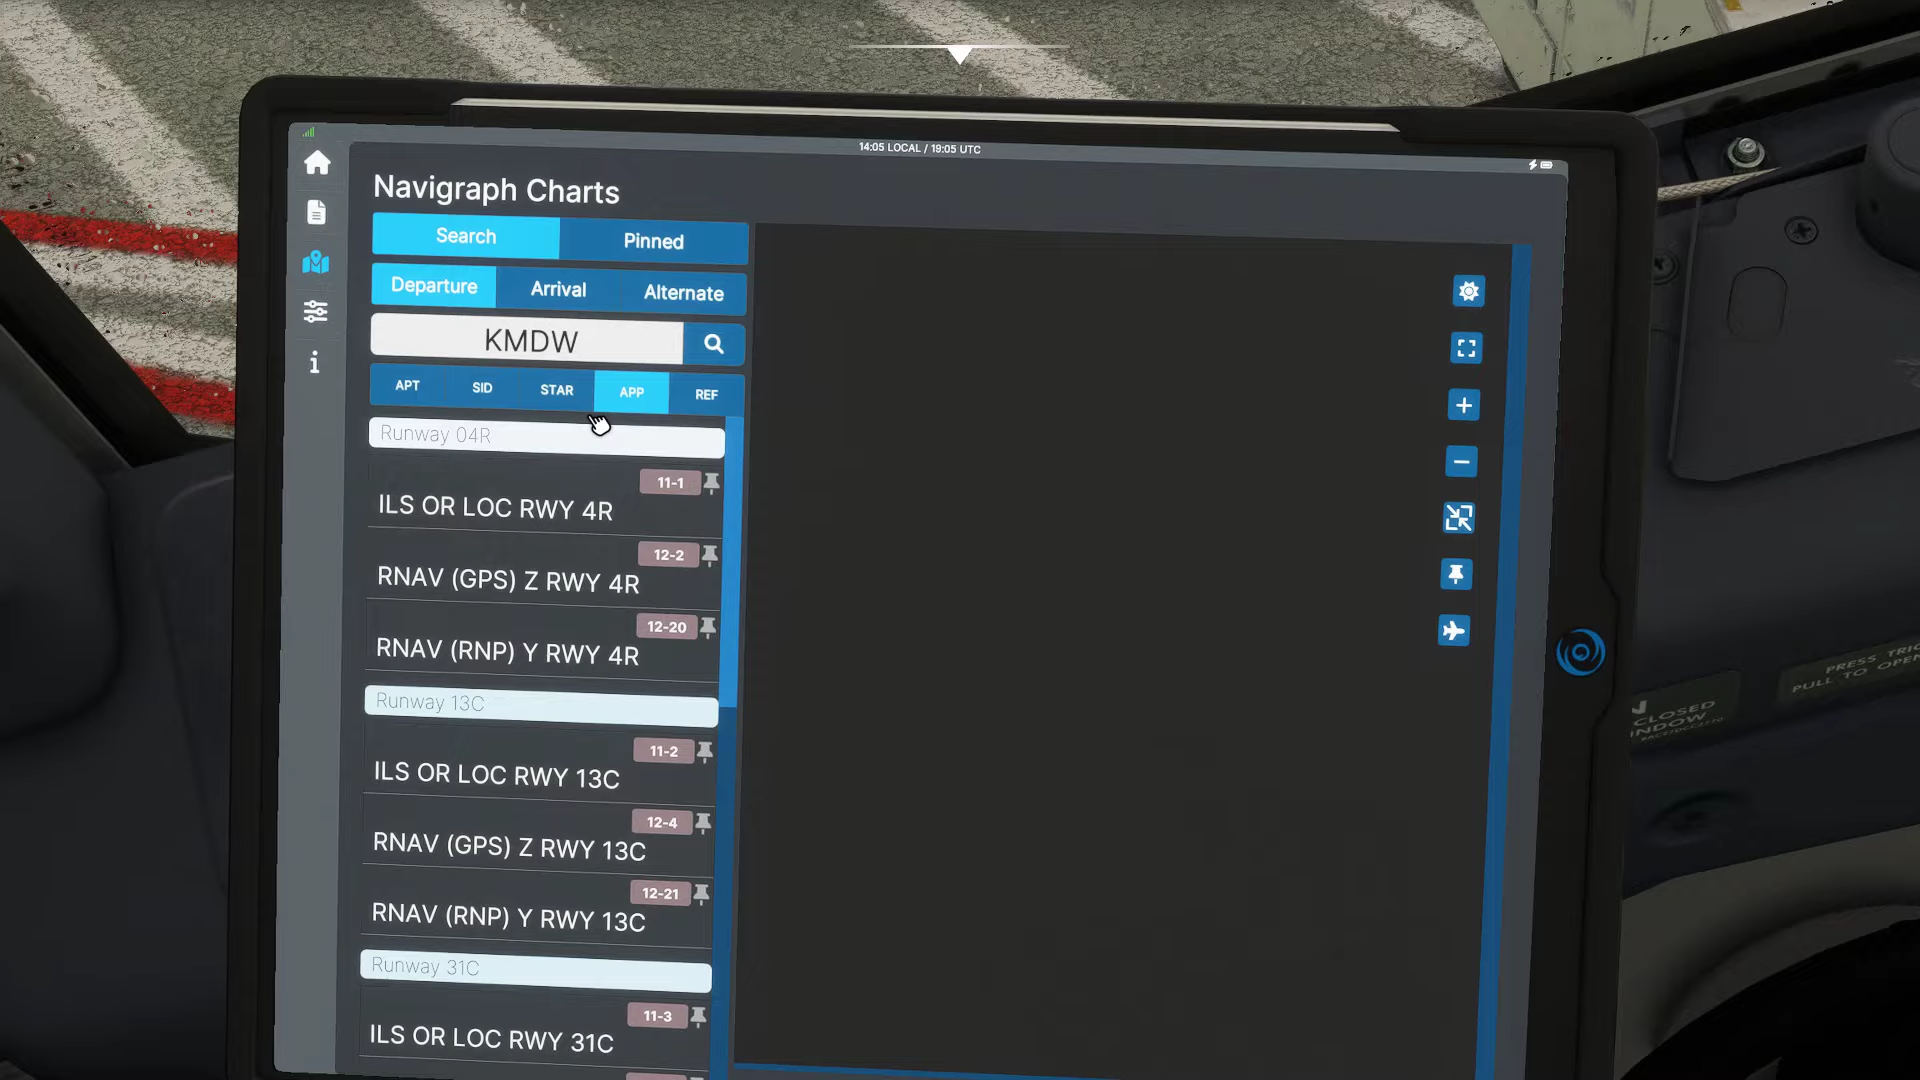 14:05 LOCAL / 19:05 UTC
Navigraph Charts
Search Pinned
Departure Arrival Alternate
KMDW
APT SID STAR APP REF
Runway 04R
11-1
ILS OR LOC RWY 4R
12-2
RNAV (GPS) Z RWY 4R
12-20
RNAV (RNP) Y RWY 4R
Runway 13C
11-2
ILS OR LOC RWY 13C
12-4
RNAV (GPS) Z RWY 13C
12-21
RNAV (RNP) Y RWY 13C
Runway 31C
11-3
ILS OR LOC RWY 31C
PRESS
PULL TO OPEN
CLOSED